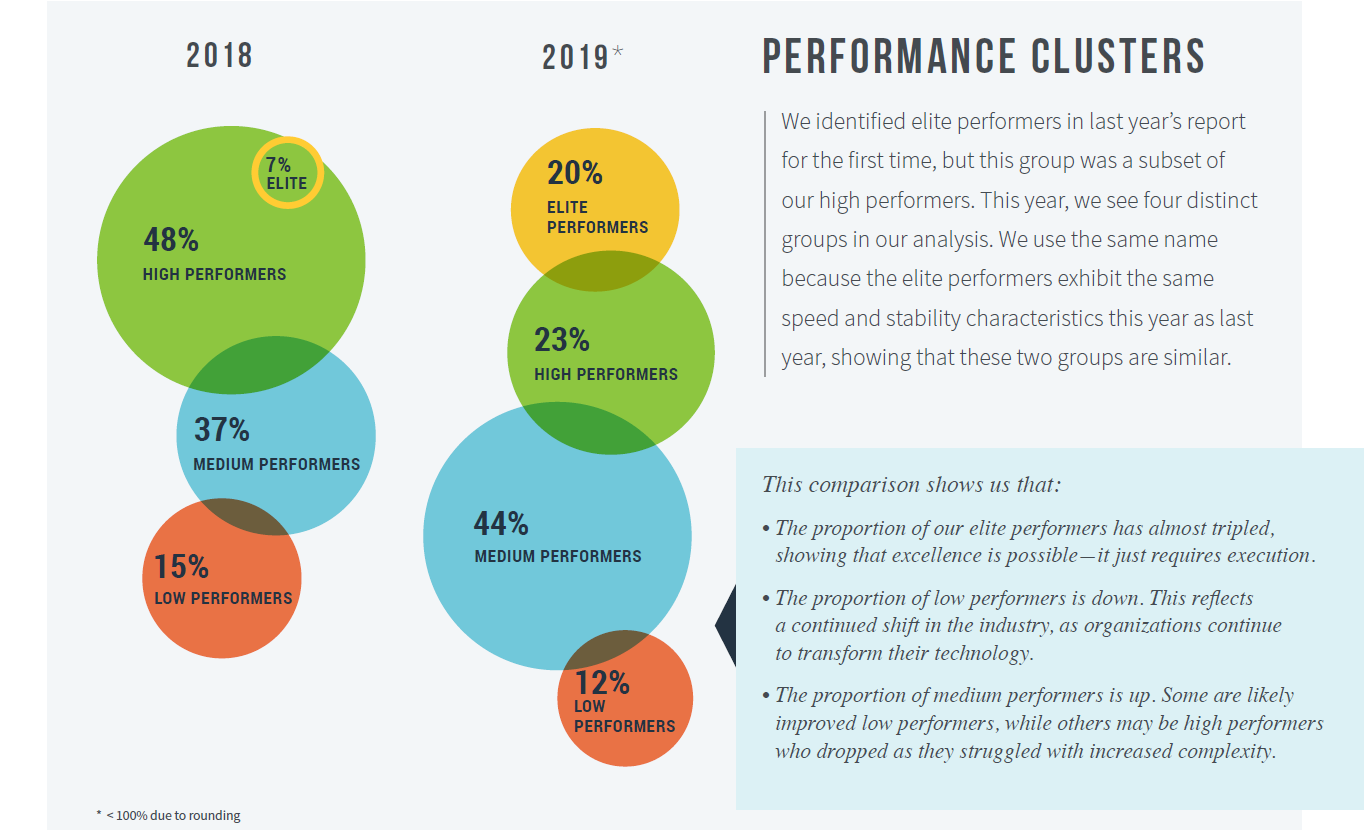 2018
7%
ELITE
48%
HIGH PERFORMERS
37%
MEDIUM PERFORMERS
15%
LOW PERFORMERS
2019*
20%
ELITE
PERFORMERS
23%
HIGH PERFORMERS
44%
MEDIUM PERFORMERS
12%
LOW
PERFORMERS
* < 100% due to rounding
PERFORMANCE CLUSTERS
We identified elite performers in last year’s report
for the first time, but this group was a subset of
our high performers. This year, we see four distinct
groups in our analysis. We use the same name
because the elite performers exhibit the same
speed and stability characteristics this year as last
year, showing that these two groups are similar.
This comparison shows us that:
• The proportion of our elite performers has almost tripled,
showing that excellence is possible—it just requires execution.
• The proportion of low performers is down. This reflects
a continued shift in the industry, as organizations continue
to transform their technology.
• The proportion of medium performers is up. Some are likely
improved low performers, while others may be high performers
who dropped as they struggled with increased complexity.